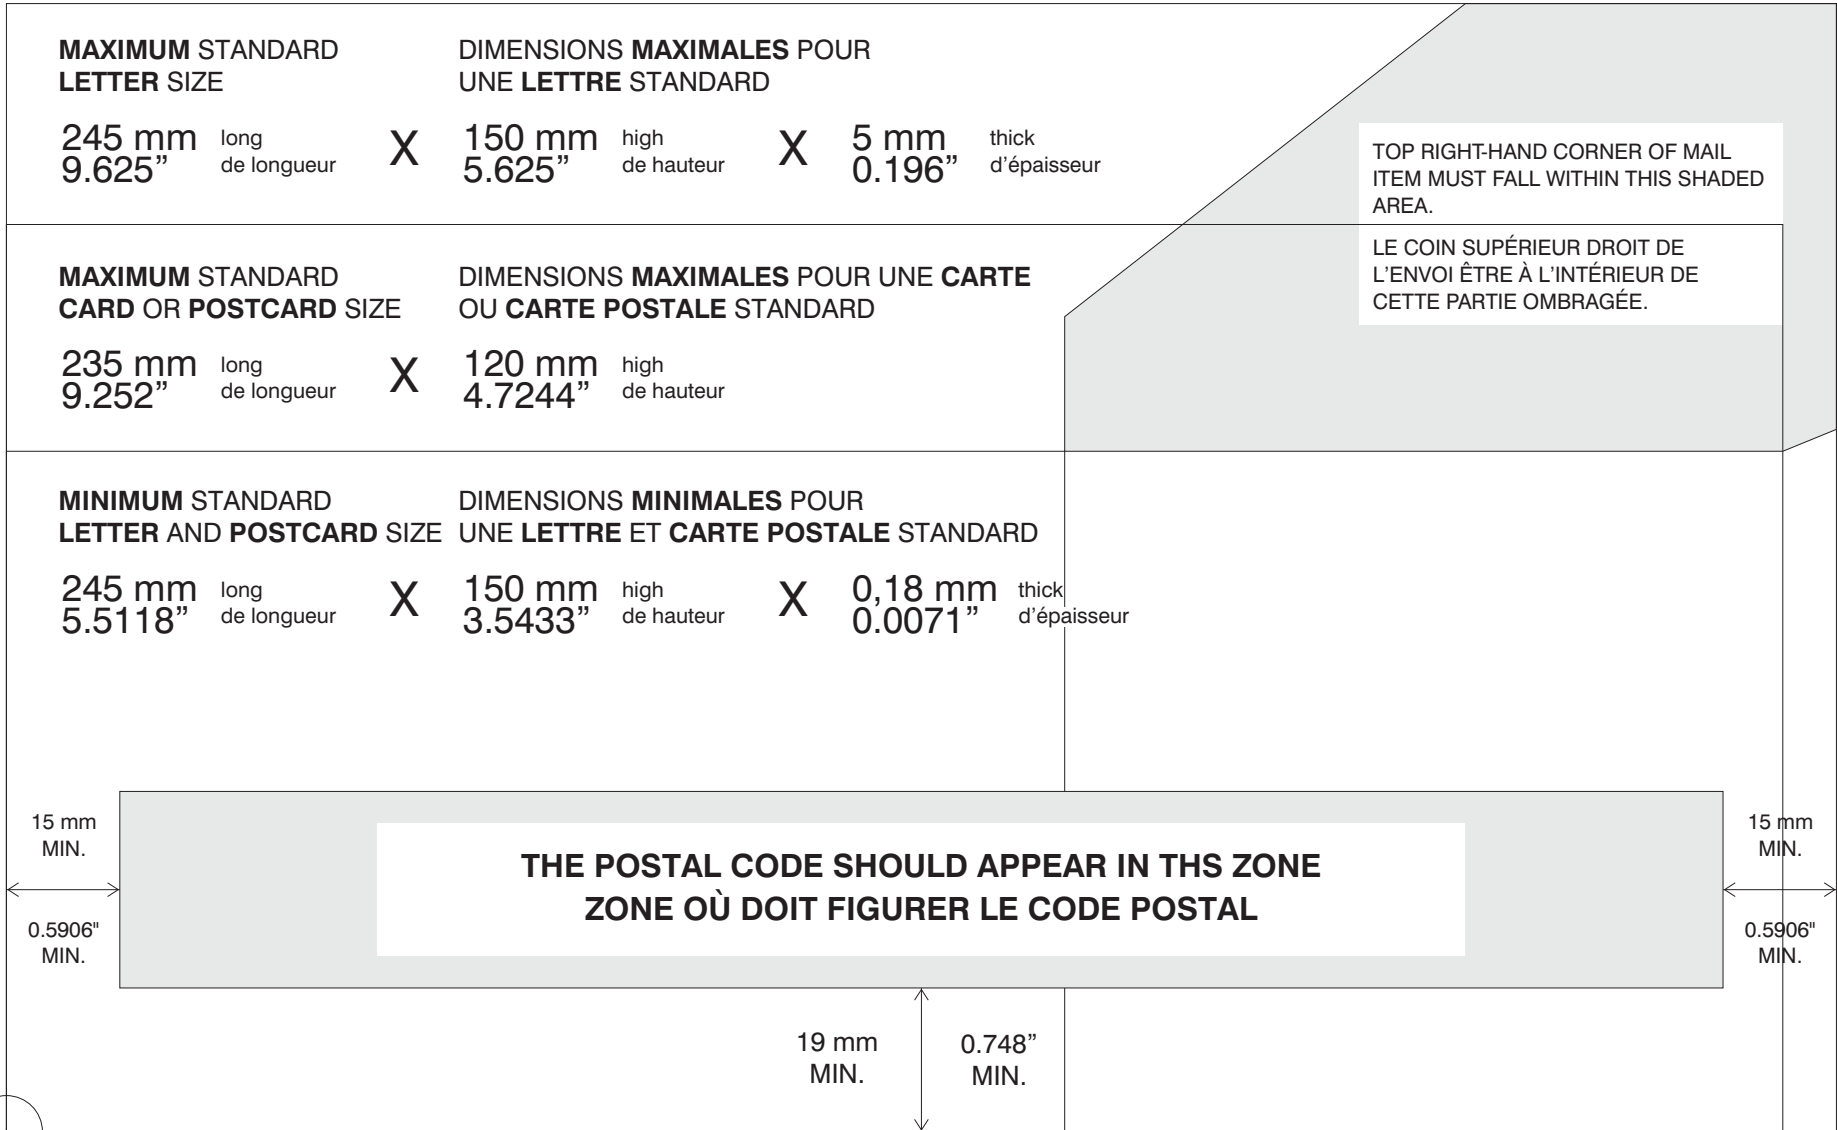 MAXIMUM STANDARD
LETTER SIZE
DIMENSIONS MAXIMALES POUR
UNE LETTRE STANDARD
245 mm long
9.625” de longueur
X
150 mm high
5.625” de hauteur
X
5 mm thick
0.196” d’épaisseur
TOP RIGHT-HAND CORNER OF MAIL
ITEM MUST FALL WITHIN THIS SHADED
AREA.
LE COIN SUPÉRIEUR DROIT DE
L’ENVOI ÊTRE À L’INTÉRIEUR DE
CETTE PARTIE OMBRAGÉE.
MAXIMUM STANDARD
CARD OR POSTCARD SIZE
DIMENSIONS MAXIMALES POUR UNE CARTE
OU CARTE POSTALE STANDARD
235 mm long
9.252” de longueur
X
120 mm high
4.7244” de hauteur
MINIMUM STANDARD
LETTER AND POSTCARD SIZE
DIMENSIONS MINIMALES POUR
UNE LETTRE ET CARTE POSTALE STANDARD
245 mm long
5.5118” de longueur
X
150 mm high
3.5433” de hauteur
X
0,18 mm thick
0.0071” d’épaisseur
15 mm
MIN.
0.5906"
MIN.
THE POSTAL CODE SHOULD APPEAR IN THS ZONE
ZONE OÙ DOIT FIGURER LE CODE POSTAL
15 mm
MIN.
0.5906"
MIN.
19 mm
MIN.
0.748”
MIN.